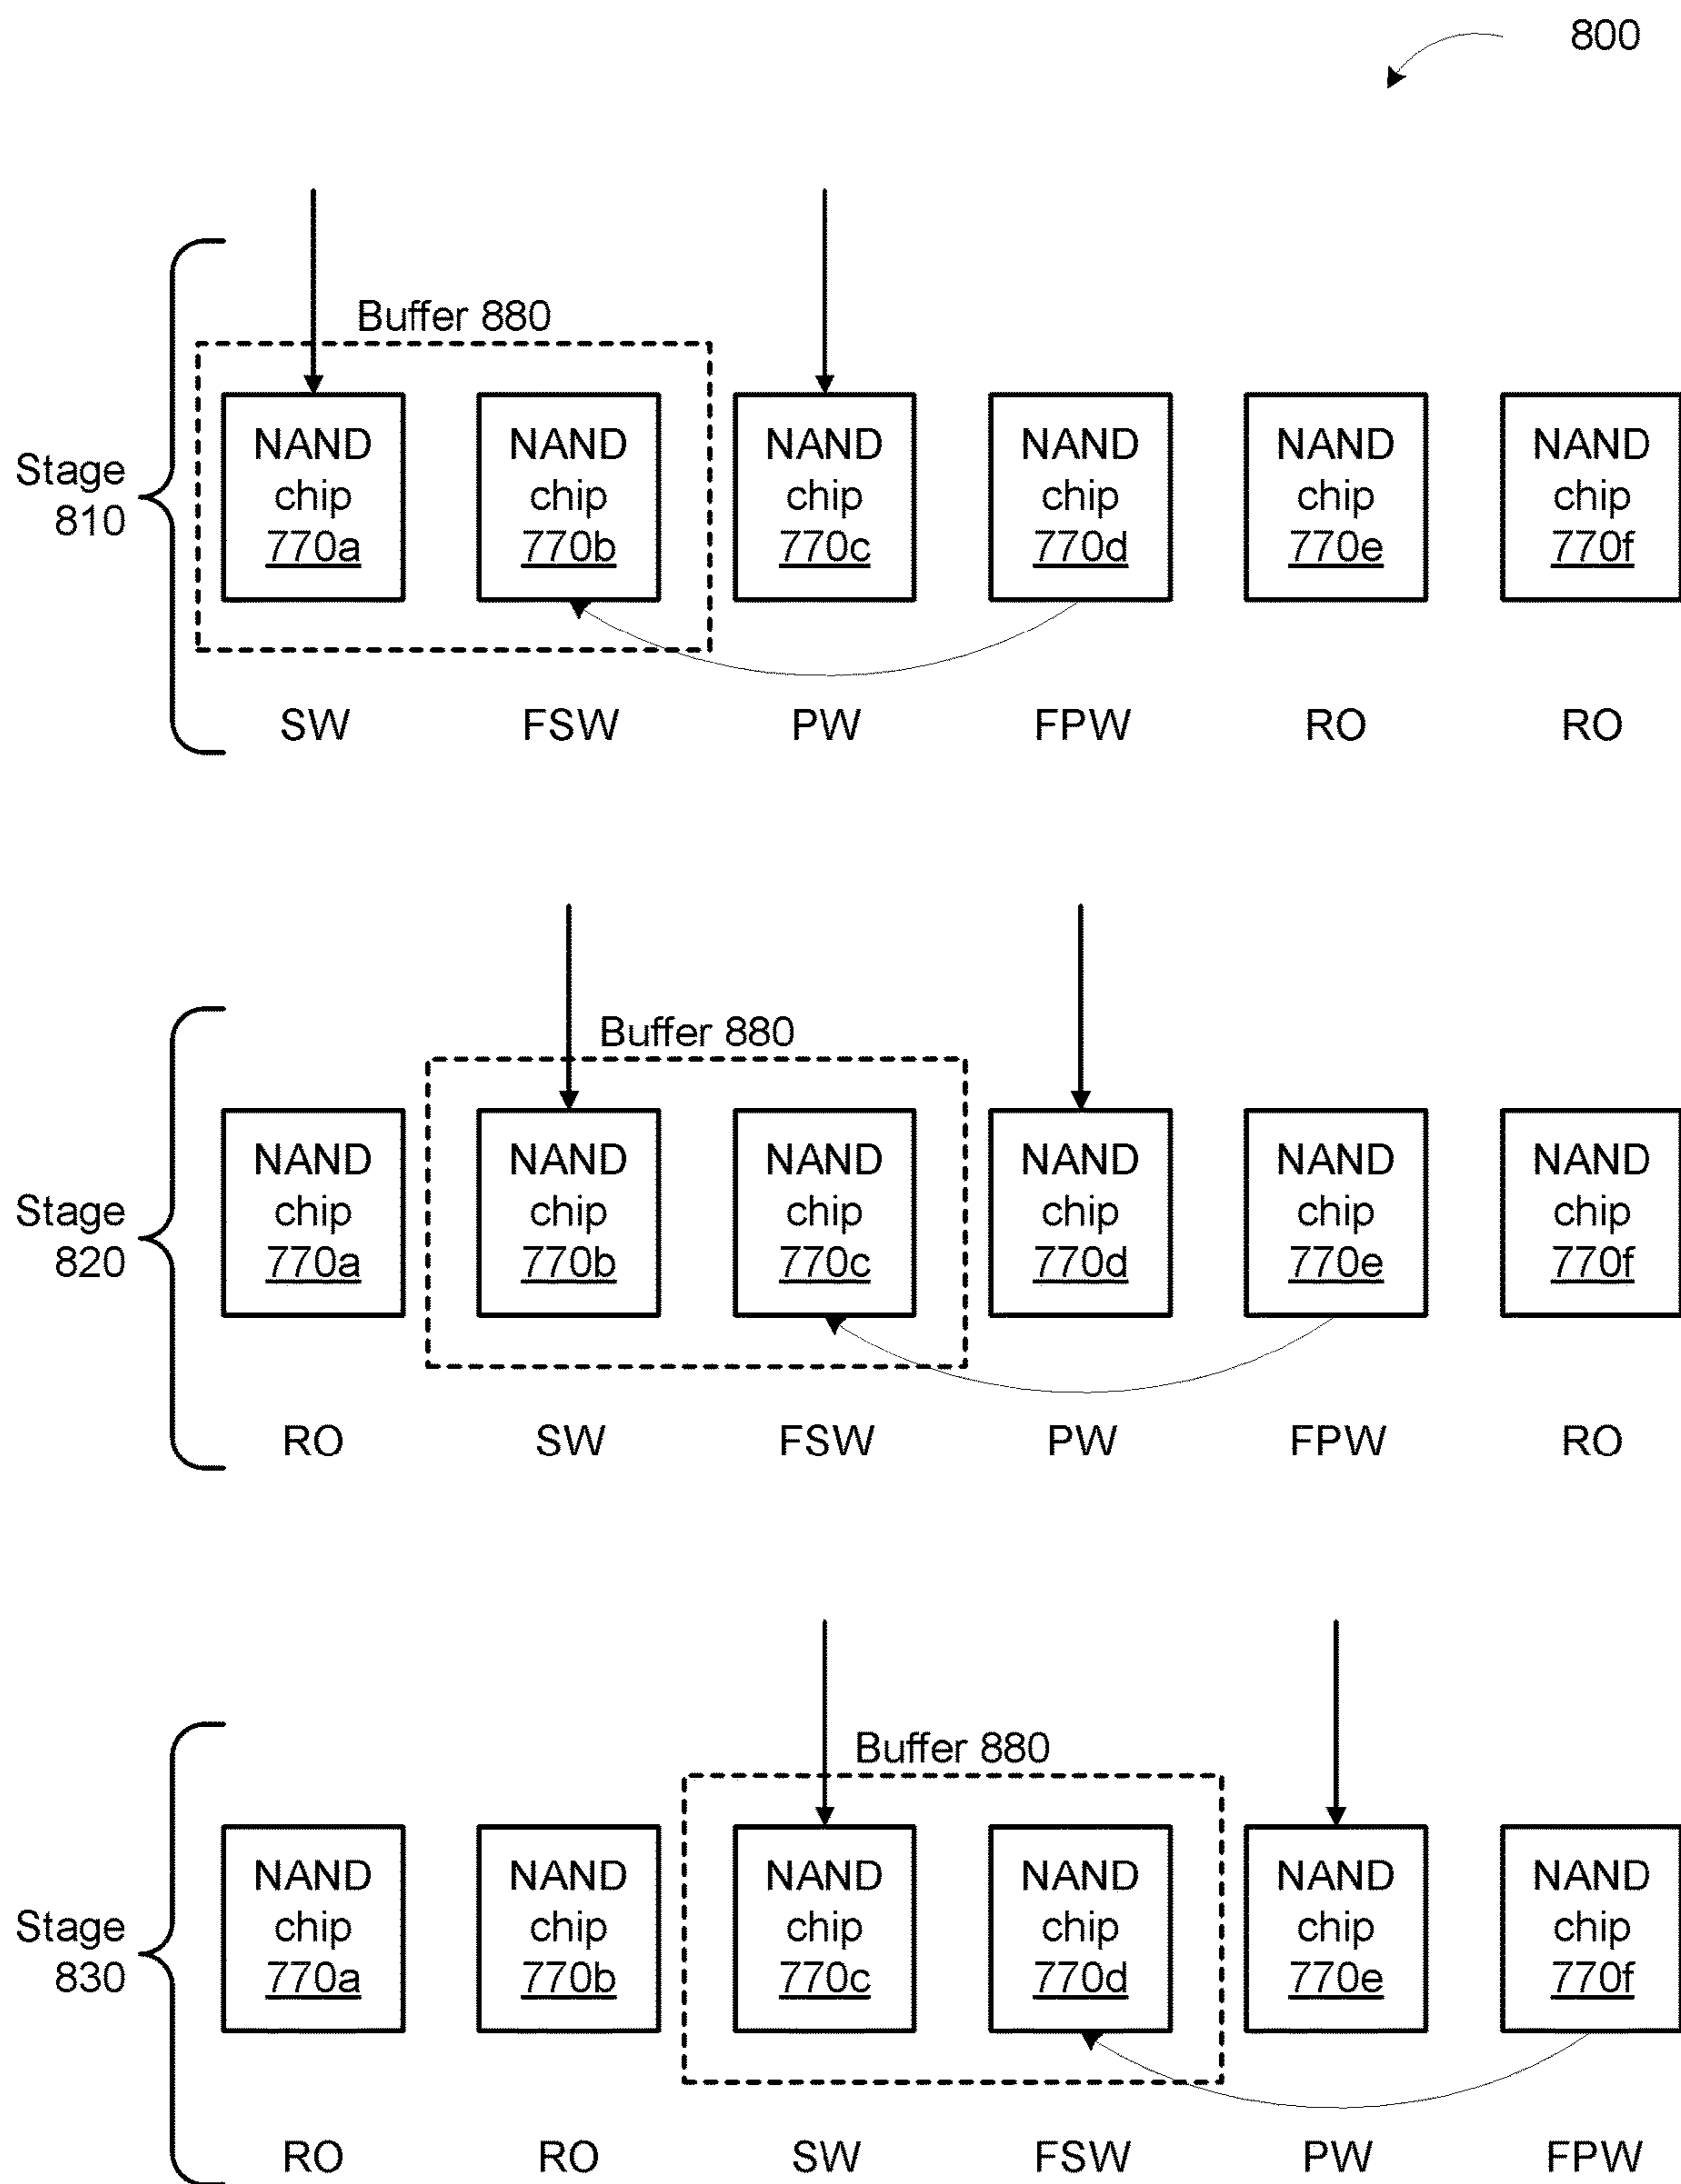 800
Buffer 880
Stage
810
NAND
chip
770a
NAND
chip
770b
NAND
chip
770c
NAND
chip
770d
NAND
chip
770e
NAND
chip
770f
SW
FSW
PW
FPW
RO
RO
Buffer 880
Stage
820
NAND
chip
770a
NAND
chip
770b
NAND
chip
770c
NAND
chip
770d
NAND
chip
770e
NAND
chip
770f
RO
SW
FSW
PW
FPW
RO
Buffer 880
Stage
830
NAND
chip
770a
NAND
chip
770b
NAND
chip
770c
NAND
chip
770d
NAND
chip
770e
NAND
chip
770f
RO
RO
SW
FSW
PW
FPW